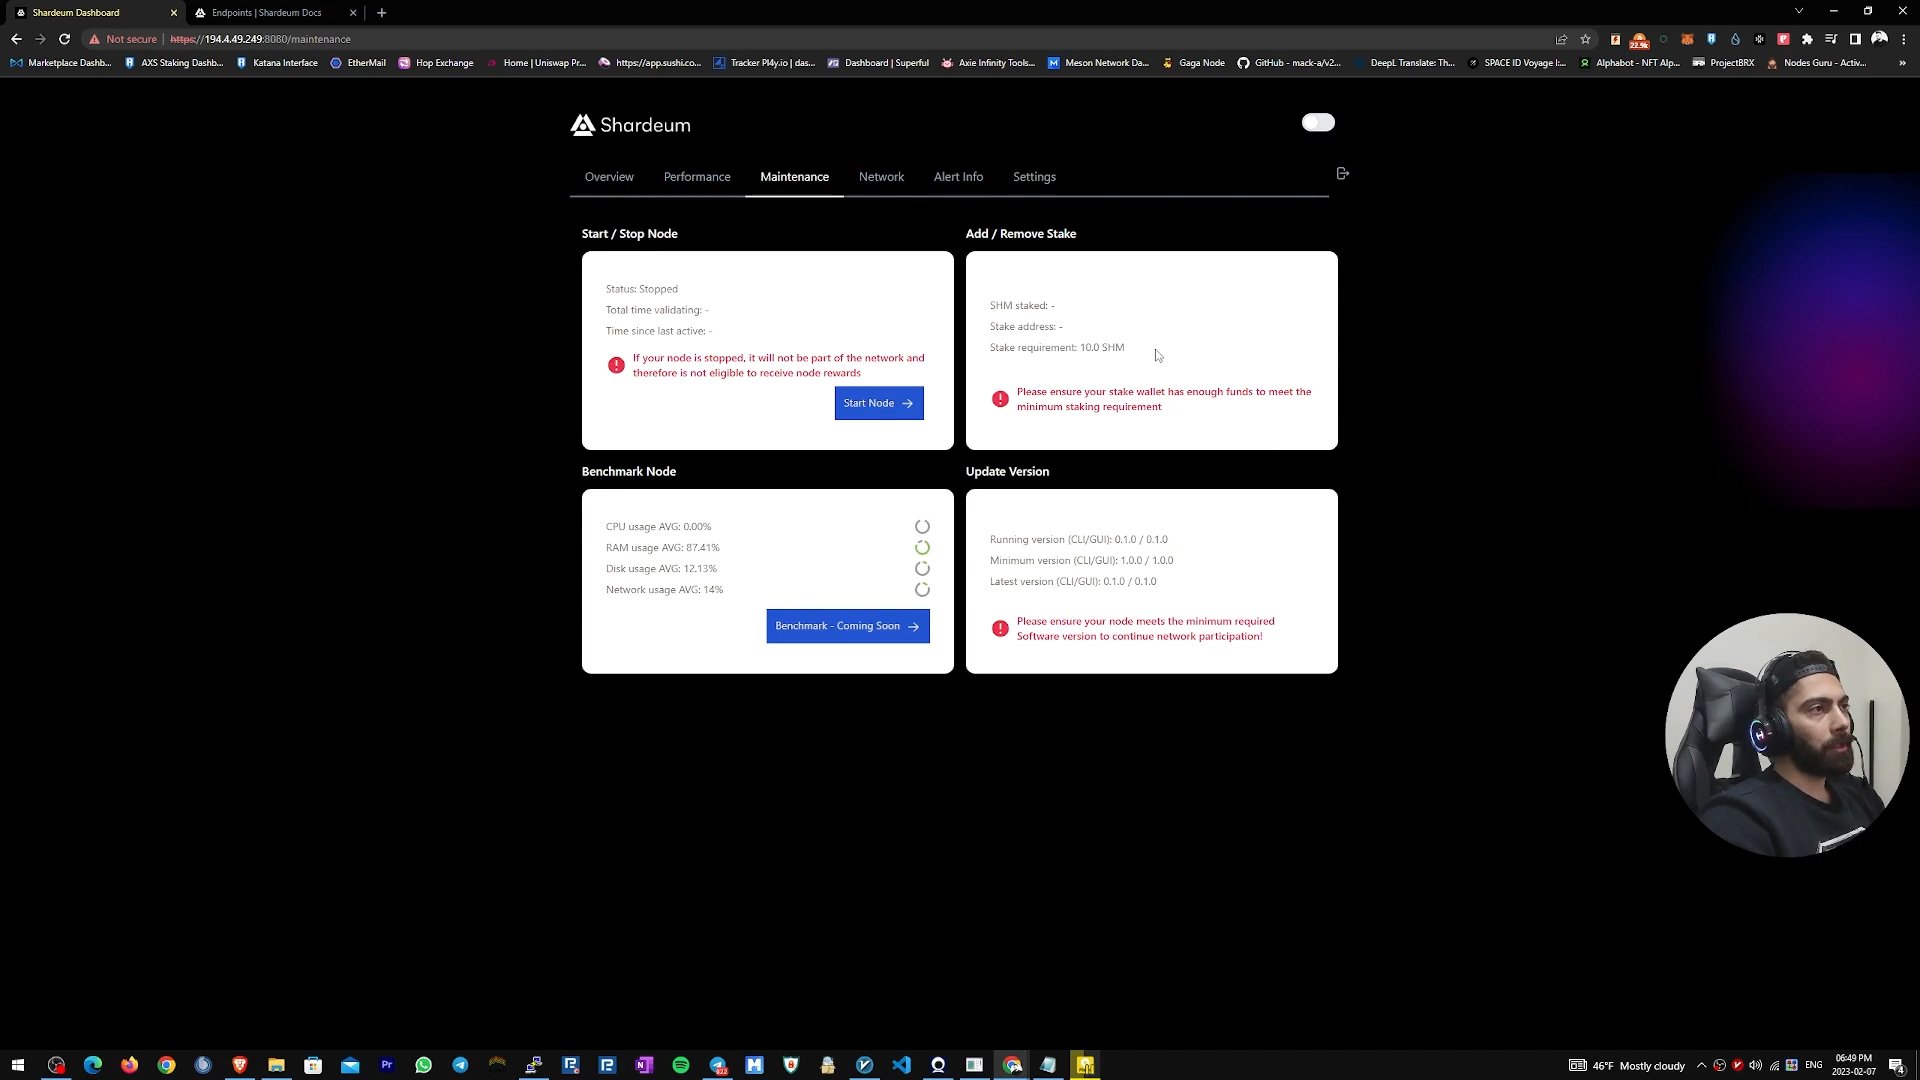 Shardeum Dashboard
Endpoints | Shardeum Docs
Not secure
https://194.4.49.249:8080/maintenance
22.9k
Marketplace Dashb...
AXS Staking Dashb...
Katana Interface
EtherMail
Hop Exchange
Home | Uniswap Pr...
https://app.sushi.co...
Tracker Pl4y.io | das...
Dashboard | Superful
Axie Infinity Tools...
Meson Network Da...
Gaga Node
GitHub - mack-a/v2...
DeepL Translate: Th...
SPACE ID Voyage |:...
Alphabot - NFT Alp...
ProjectBRX
Nodes Guru - Activ...
Shardeum
Overview
Performance
Maintenance
Network
Alert Info
Settings
Start / Stop Node
Status: Stopped
Total time validating: -
Time since last active: -
If your node is stopped, it will not be part of the network and
therefore is not eligible to receive node rewards
Start Node
Add / Remove Stake
SHM staked: -
Stake address: -
Stake requirement: 10.0 SHM
Please ensure your stake wallet has enough funds to meet the
minimum staking requirement
Benchmark Node
CPU usage AVG: 0.00%
RAM usage AVG: 87.41%
Disk usage AVG: 12.13%
Network usage AVG: 14%
Benchmark - Coming Soon
Update Version
Running version (CLI/GUI): 0.1.0 / 0.1.0
Minimum version (CLI/GUI): 1.0.0 / 1.0.0
Latest version (CLI/GUI): 0.1.0 / 0.1.0
Please ensure your node meets the minimum required
Software version to continue network participation!
46°F Mostly cloudy
ENG
06:49 PM
2023-02-07